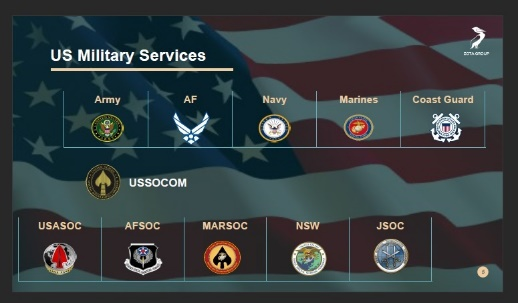 US Military Services
Army
AF
Navy
Marines
Coast Guard
USSOCOM
USASOC
AFSOC
MARSOC
NSW
JSOC